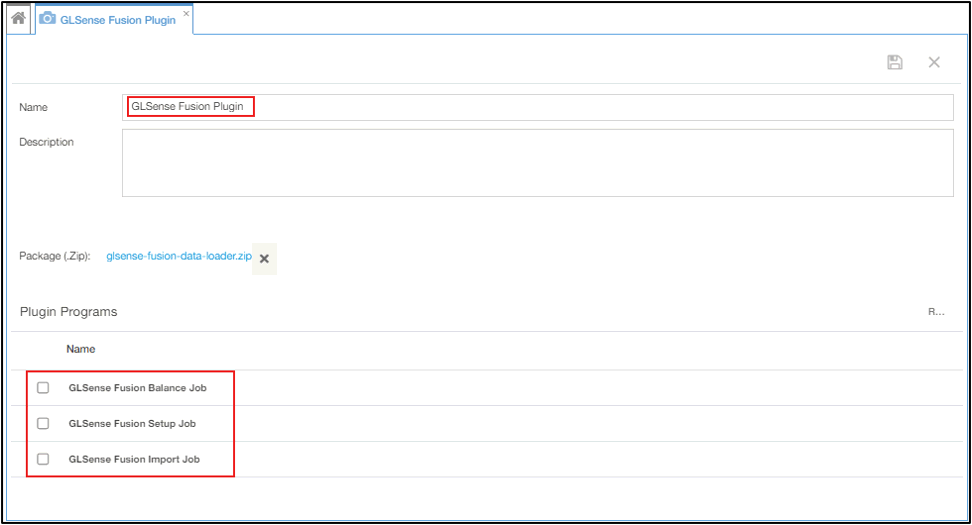 GLSense Fusion Plugin
Name
GLSense Fusion Plugin
Description
Package (.Zip): glsense-fusion-data-loader.zip
Plugin Programs
R...
Name
GLSense Fusion Balance Job
GLSense Fusion Setup Job
GLSense Fusion Import Job